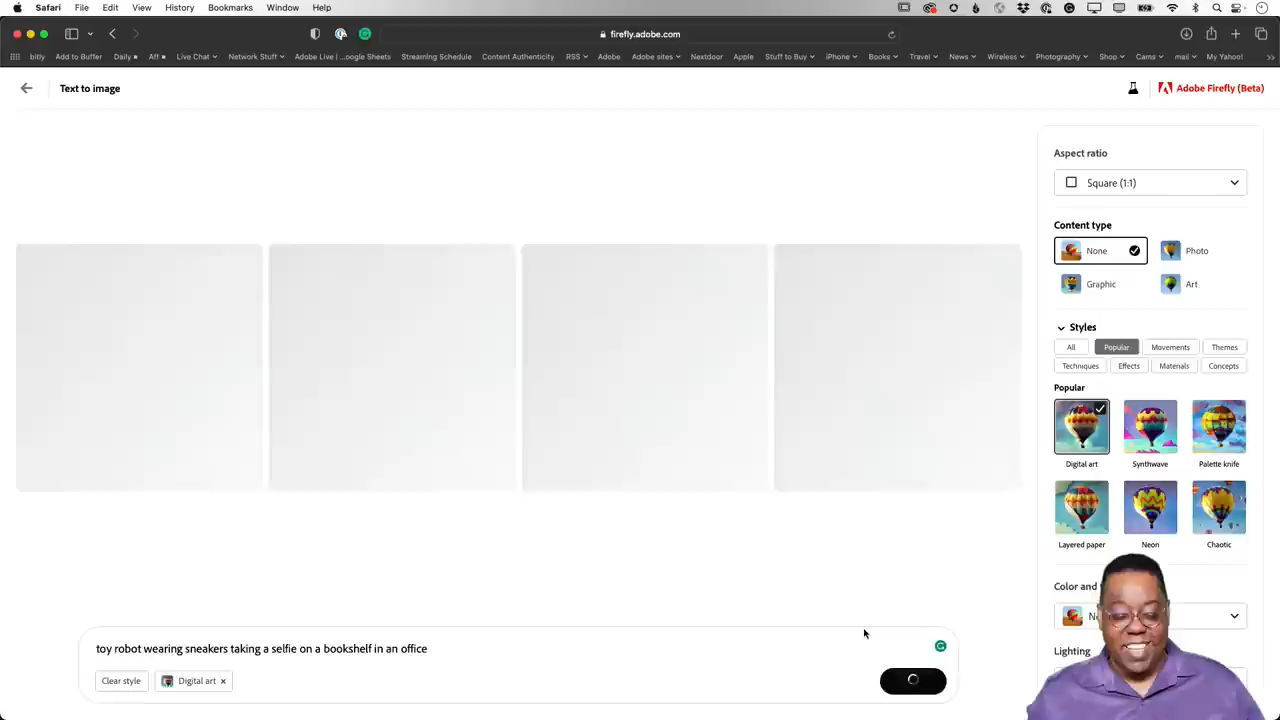 Safari File Edit View History Bookmarks Window Help
firefly.adobe.com
bitly Add to Buffer Daily Aff Live Chat Network Stuff Adobe Live |...oogle Sheets Streaming Schedule Content Authenticity RSS Adobe Adobe sites Nextdoor Apple Stuff to Buy iPhone Books Travel News Wireless Photography Shop Cams mail My Yahoo!
Text to image
Adobe Firefly (Beta)
Aspect ratio
Square (1:1)
Content type
None Photo
Graphic Art
Styles
All Popular Movements Themes
Techniques Effects Materials Concepts
Popular
Digital art Synthwave Palette knife
Layered paper Neon Chaotic
Color and
Lighting
toy robot wearing sneakers taking a selfie on a bookshelf in an office
Clear style Digital art ×